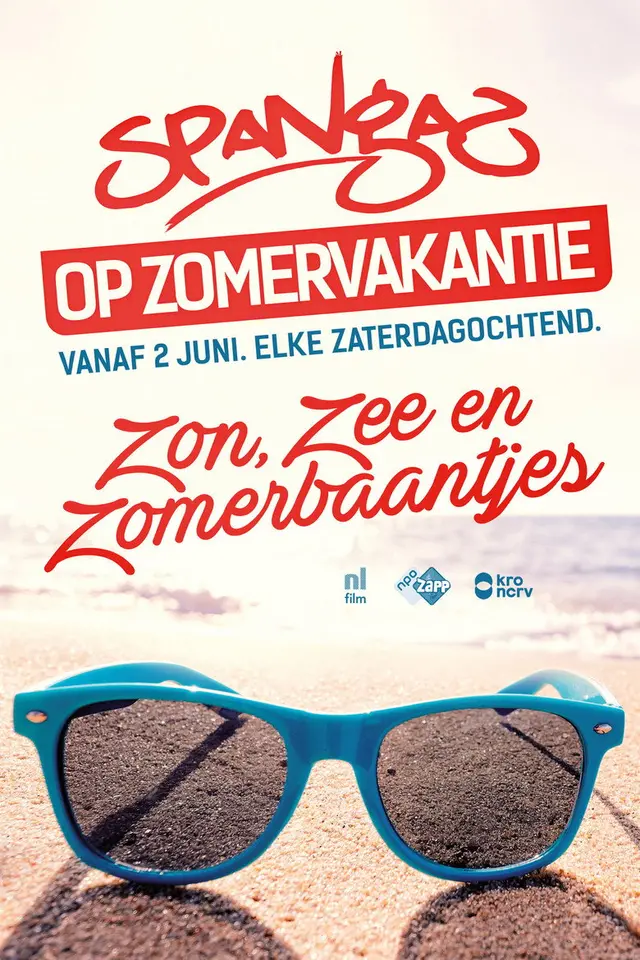 SPANGAS
OP ZOMERVAKANTIE
VANAF 2 JUNI. ELKE ZATERDAGOCHTEND.
Zon, Zee en
Zomerbaantjes
nl
film
npo
ZAPP
kro
ncrv